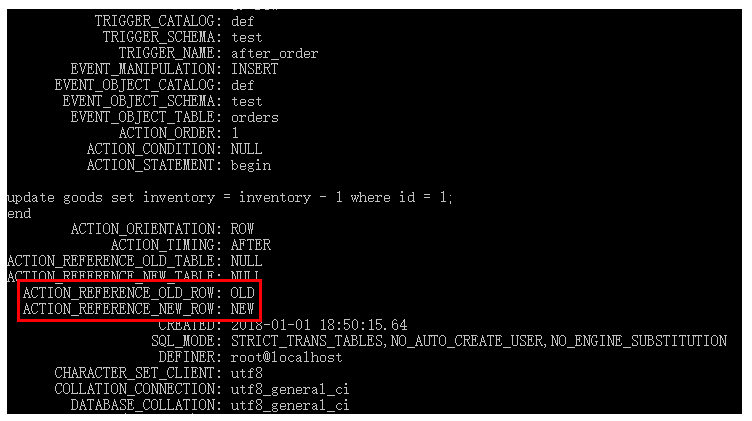 TRIGGER_CATALOG: def
TRIGGER_SCHEMA: test
TRIGGER_NAME: after_order
EVENT_MANIPULATION: INSERT
EVENT_OBJECT_CATALOG: def
EVENT_OBJECT_SCHEMA: test
EVENT_OBJECT_TABLE: orders
ACTION_ORDER: 1
ACTION_CONDITION: NULL
ACTION_STATEMENT: begin
update goods set inventory = inventory - 1 where id = 1;
end
ACTION_ORIENTATION: ROW
ACTION_TIMING: AFTER
ACTION_REFERENCE_OLD_TABLE: NULL
ACTION_REFERENCE_NEW_TABLE: NULL
ACTION_REFERENCE_OLD_ROW: OLD
ACTION_REFERENCE_NEW_ROW: NEW
CREATED: 2018-01-01 18:50:15.64
SQL_MODE: STRICT_TRANS_TABLES,NO_AUTO_CREATE_USER,NO_ENGINE_SUBSTITUTION
DEFINER: root@localhost
CHARACTER_SET_CLIENT: utf8
COLLATION_CONNECTION: utf8_general_ci
DATABASE_COLLATION: utf8_general_ci